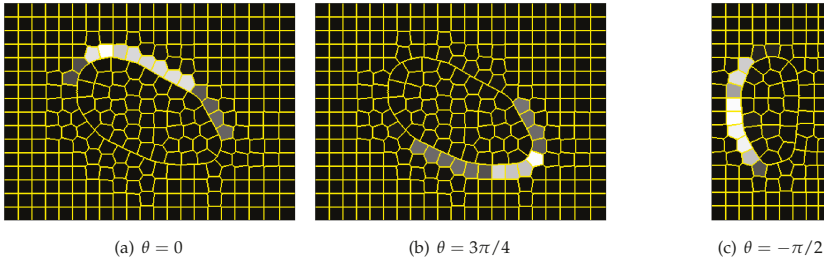 (a) θ = 0
(b) θ = 3π/4
(c) θ = −π/2